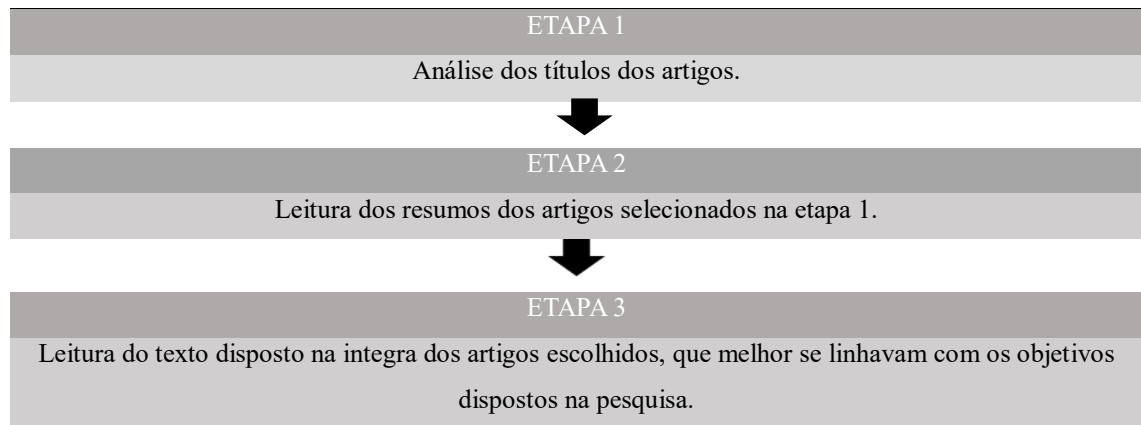 ETAPA 1
Análise dos títulos dos artigos.
ETAPA 2
Leitura dos resumos dos artigos selecionados na etapa 1.
ETAPA 3
Leitura do texto disposto na integra dos artigos escolhidos, que melhor se linhavam com os objetivos
dispostos na pesquisa.